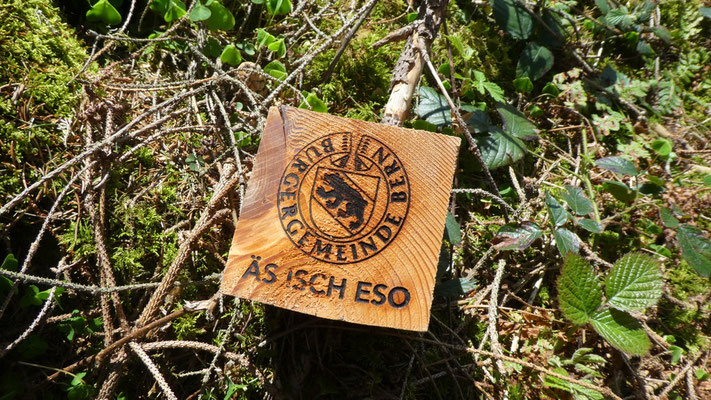 BURGERGEMEINDE BERN
ÄS ISCH ESO